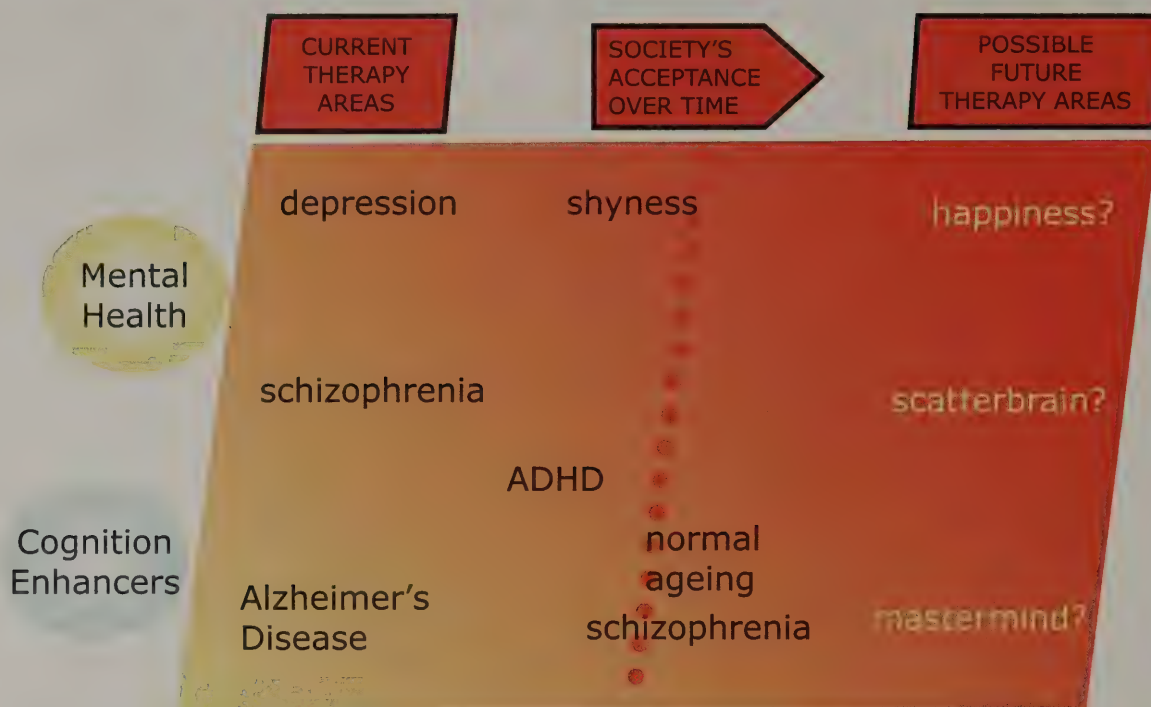 CURRENT
THERAPY
AREAS
SOCIETY'S
ACCEPTANCE
OVER TIME
POSSIBLE
FUTURE
THERAPY AREAS
depression
shyness
happiness?
Mental
Health
schizophrenia
scatterbrain?
ADHD
Cognition
Enhancers
normal
ageing
Alzheimer's
Disease
schizophrenia
mastermind?